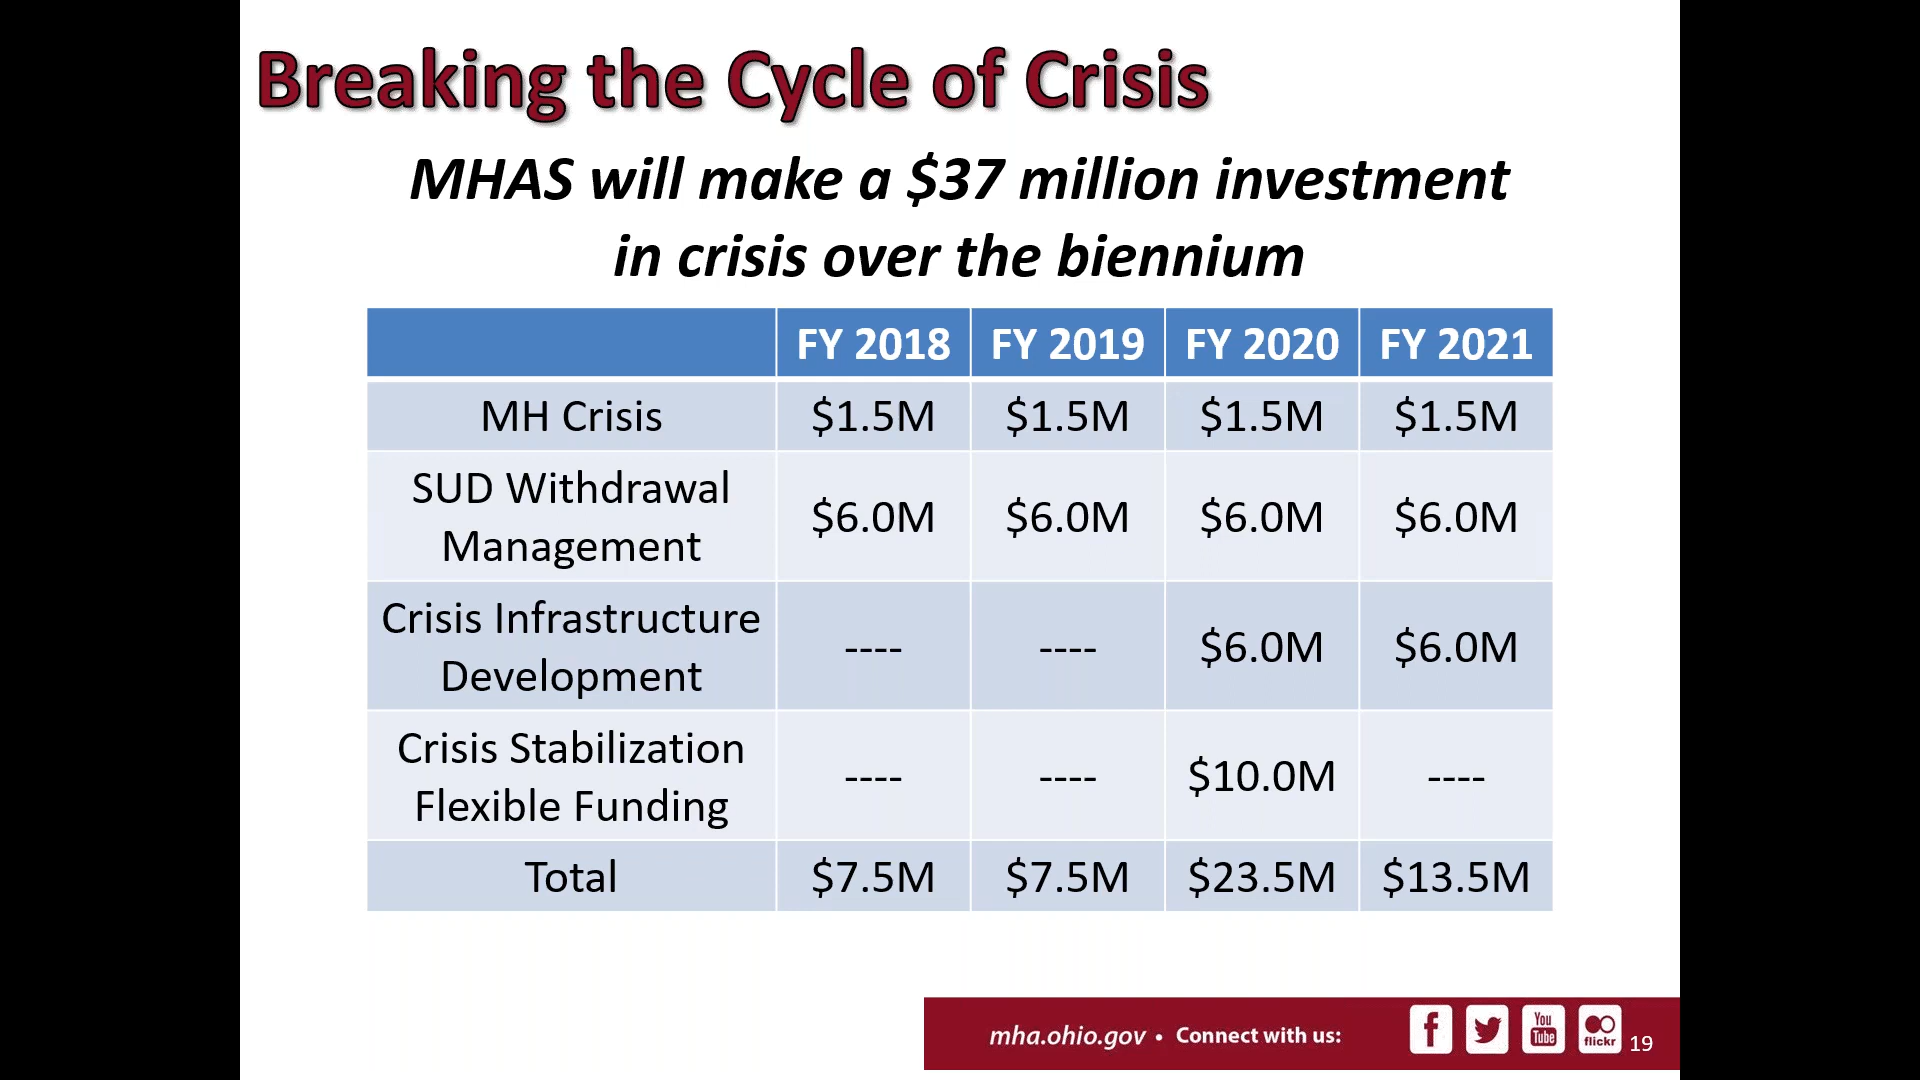 Breaking the Cycle of Crisis
MHAS will make a $37 million investment
in crisis over the biennium
FY 2018 FY 2019 FY 2020 FY 2021
MH Crisis $1.5M $1.5M $1.5M $1.5M
SUD Withdrawal
Management $6.0M $6.0M $6.0M $6.0M
Crisis Infrastructure
Development ---- ---- $6.0M $6.0M
Crisis Stabilization
Flexible Funding ---- ---- $10.0M ----
Total $7.5M $7.5M $23.5M $13.5M
mha.ohio.gov • Connect with us: f You Tube flickr 19